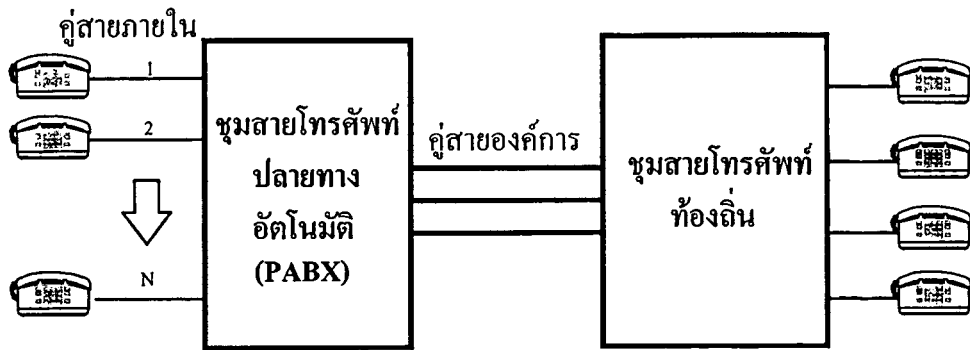 คู่สายภายใน
1
2
N
ชุมสายโทรศัพท์
ปลายทาง
อัตโนมัติ
(PABX)
คู่สายองค์การ
ชุมสายโทรศัพท์
ท้องถิ่น